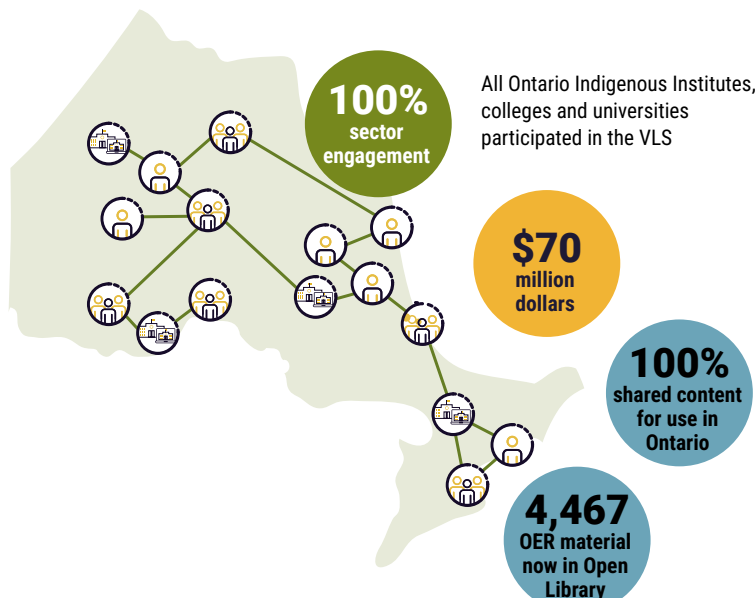 100%
sector
engagement
All Ontario Indigenous Institutes,
colleges and universities
participated in the VLS
$70
million
dollars
100%
shared content
for use in
Ontario
4,467
OER material
now in Open
Library